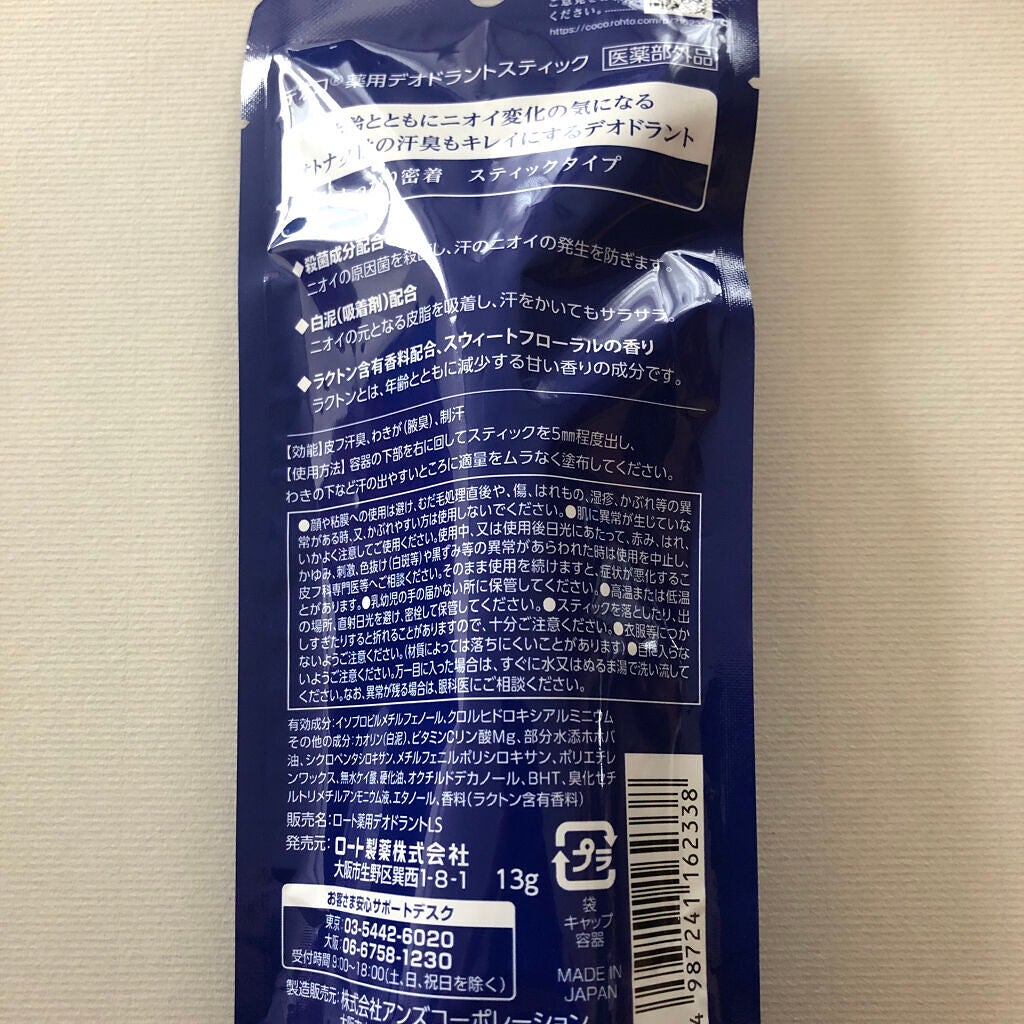 ください。
https://coco.rohto.com/p/
薬用デオドラントスティック 医薬部外品
とともにニオイ変化の気になる
の汗臭もキレイにするデオドラント
密着 スティックタイプ
◆殺菌成分配合
ニオイの原因菌を殺菌し、汗のニオイの発生を防ぎます。
◆白泥(吸着剤)配合
ニオイの元となる皮脂を吸着し、汗をかいてもサラサラ。
◆ラクトン含有香料配合、スウィートフローラルの香り
ラクトンとは、年齢とともに減少する甘い香りの成分です。
【効能】皮フ汗臭、わきが(腋臭)、制汗
【使用方法】容器の下部を右に回してスティックを5mm程度出し、
わきの下など汗の出やすいところに適量をムラなく塗布してください。
●顔や粘膜への使用は避け、むだ毛処理直後や、傷、はれもの、湿疹、かぶれ等の異
常がある時、又、かぶれやすい方は使用しないでください。●肌に異常が生じていな
いかよく注意してご使用ください。使用中、又は使用後日光にあたって、赤み、はれ、
かゆみ、刺激、色抜け(白斑等)や黒ずみ等の異常があらわれた時は使用を中止し、
皮フ科専門医等へご相談ください。そのまま使用を続けますと、症状が悪化するこ
とがあります。●乳幼児の手の届かない所に保管してください。●高温または低温
の場所、直射日光を避け、密栓して保管してください。●スティックを落としたり、出
しすぎたりすると折れることがありますので、十分ご注意ください。●衣服等につか
ないようご注意ください。(材質によっては落ちにくいことがあります)●目に入らな
いようご注意ください。万一目に入った場合は、すぐに水又はぬるま湯で洗い流して
ください。なお、異常が残る場合は、眼科医にご相談ください。
有効成分:イソプロピルメチルフェノール、クロルヒドロキシアルミニウム
その他の成分:カオリン(白泥)、ビタミンCリン酸Mg、部分水添ホホバ
油、シクロペンタシロキサン、メチルフェニルポリシロキサン、ポリエチレ
ンワックス、無水ケイ酸、硬化油、オクチルドデカノール、BHT、臭化セチ
ルトリメチルアンモニウム液、エタノール、香料(ラクトン含有香料)
販売名:ロート薬用デオドラントLS
発売元:ロート製薬株式会社
大阪市生野区巽西1-8-1 13g
プラ
袋
キャップ
容器
お客さま安心サポートデスク
東京:03-5442-6020
大阪:06-6758-1230
受付時間9:00~18:00(土、日、祝日を除く)
MADE IN
JAPAN
製造販売元:株式会社アンズコーポレーション
4 987241 162338